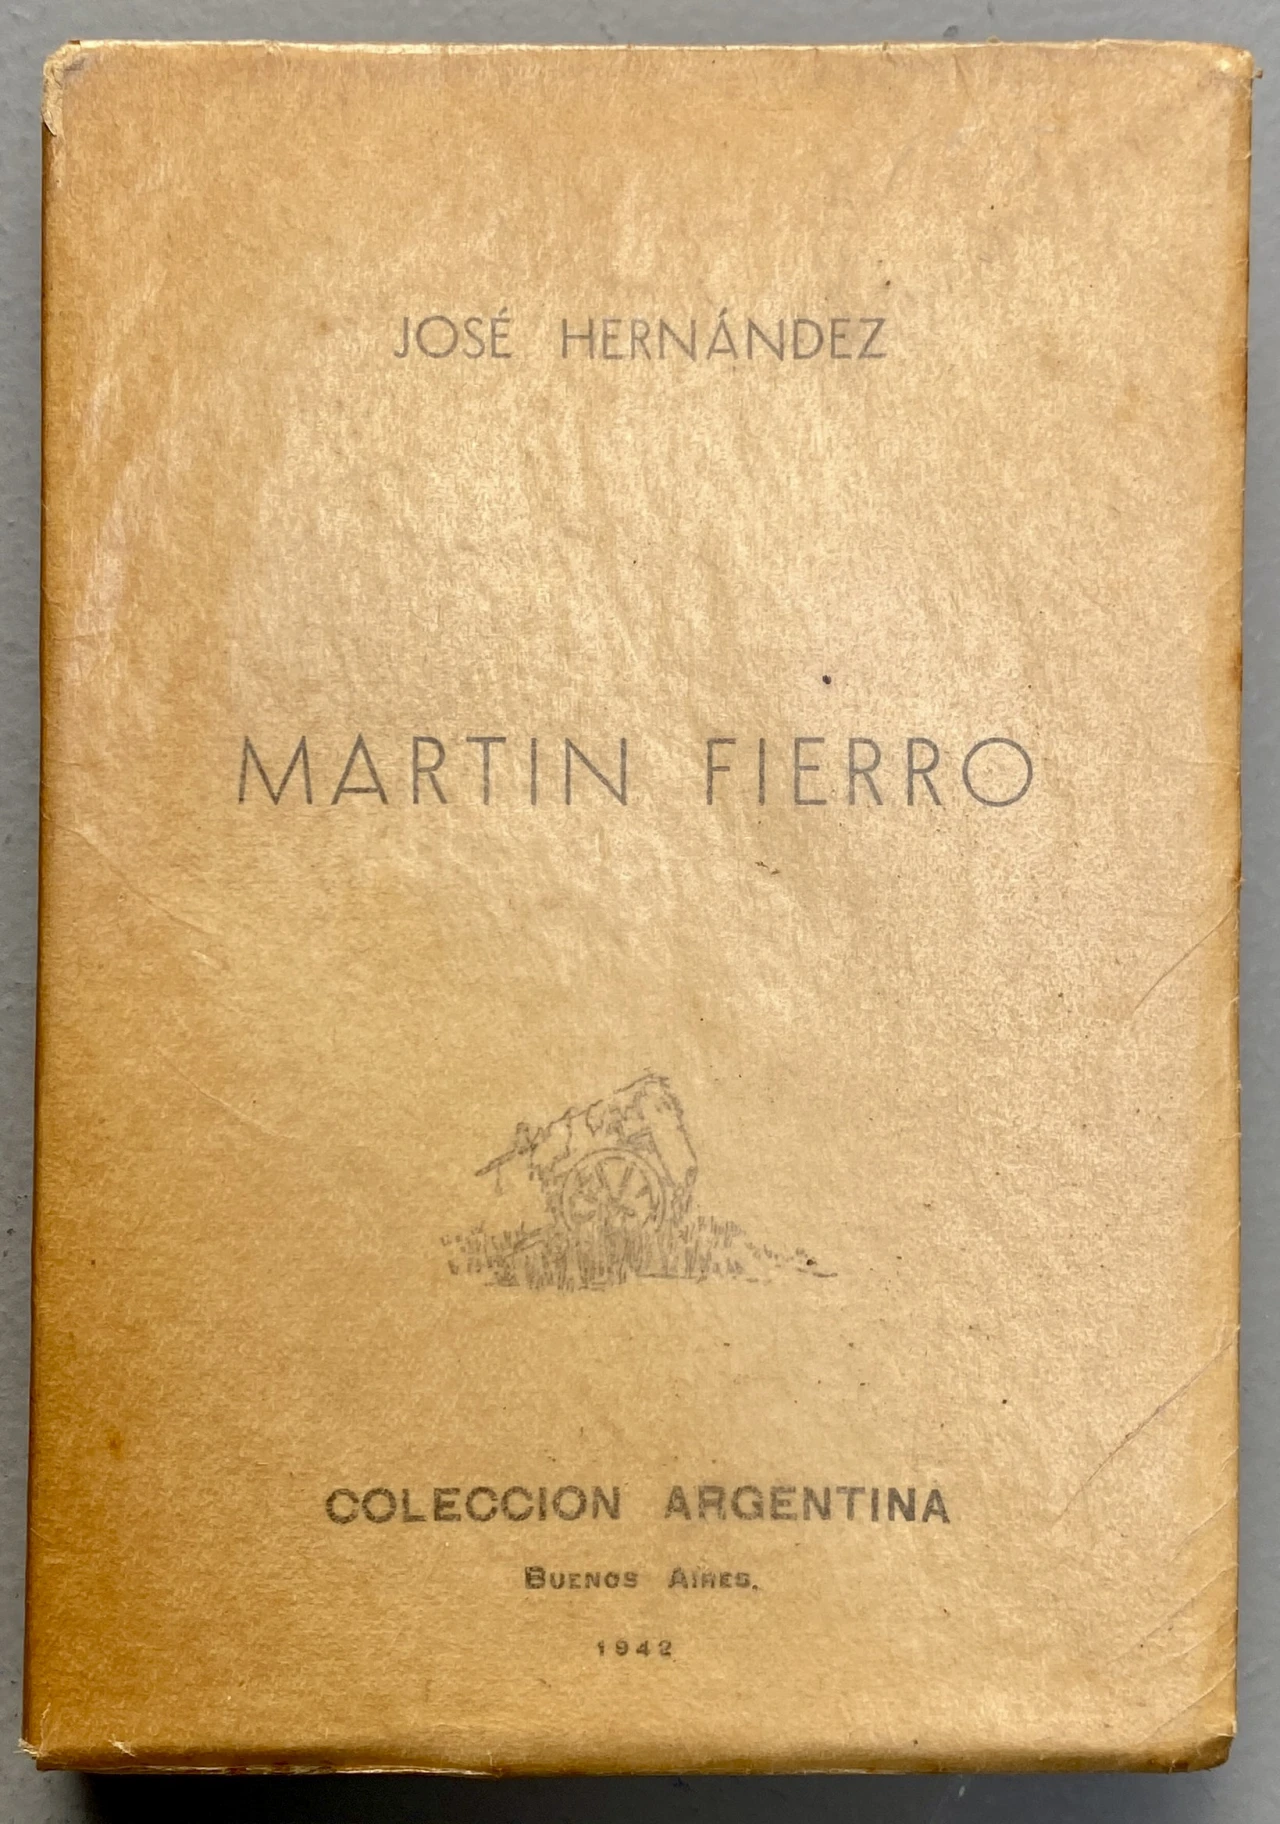 JOSÉ HERNÁNDEZ
MARTIN FIERRO
COLECCION ARGENTINA
BUENOS AIRES.
1942